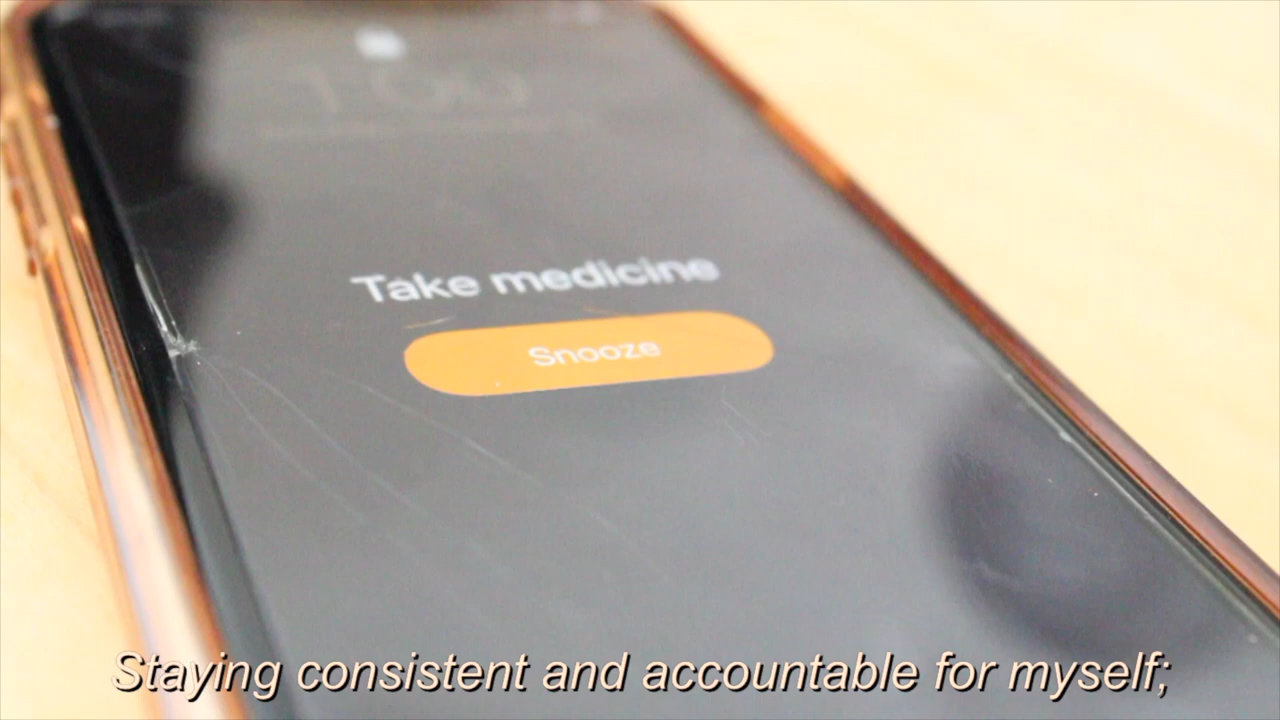 Take medicine
Snooze
Staying consistent and accountable for myself;